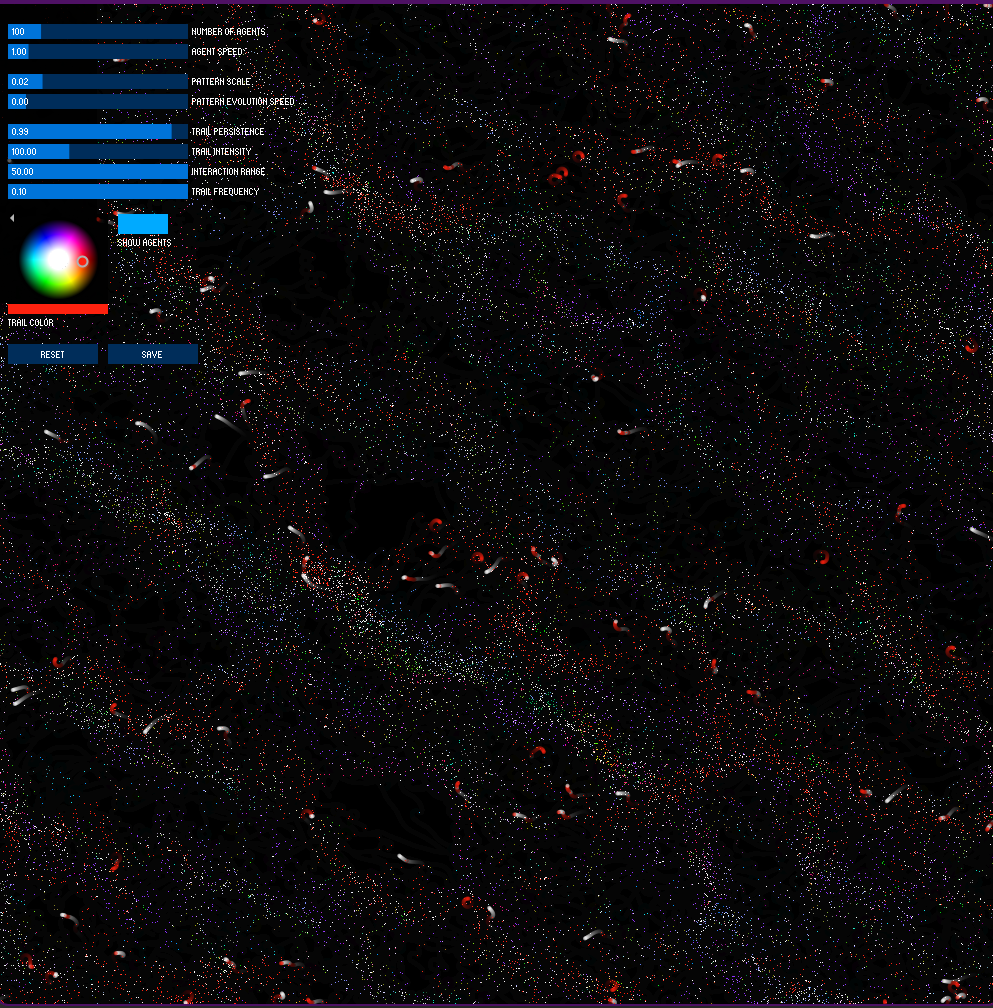 100 NUMBER OF AGENTS
1.00 AGENT SPEED
0.02 PATTERN SCALE
0.00 PATTERN EVOLUTION SPEED
0.99 TRAIL PERSISTENCE
100.00 TRAIL INTENSITY
50.00 INTERACTION RANGE
0.10 TRAIL FREQUENCY
SHOW AGENTS
TRAIL COLOR
RESET SAVE